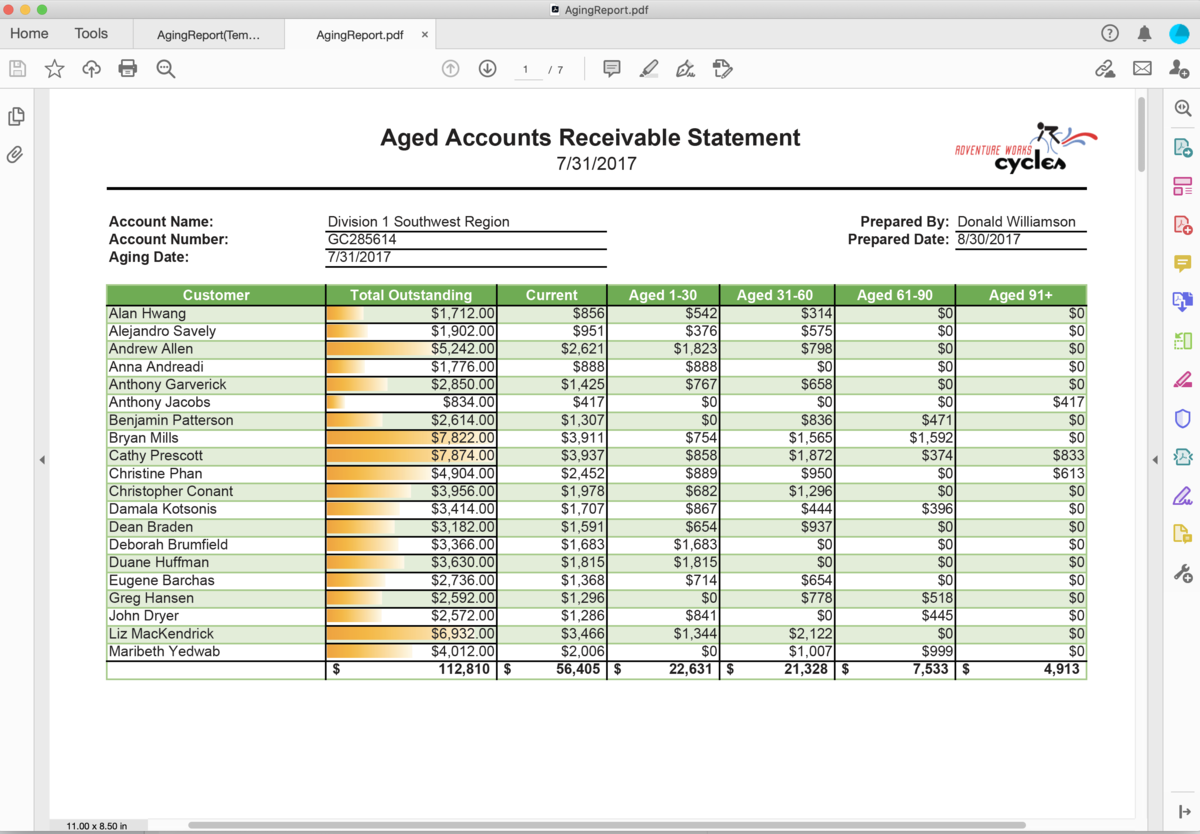 AgingReport.pdf
Home Tools AgingReport(Tem... AgingReport.pdf ×
1 / 7
Aged Accounts Receivable Statement
7/31/2017
ADVENTURE WORKS
cycles
Account Name: Division 1 Southwest Region Prepared By: Donald Williamson
Account Number: GC285614 Prepared Date: 8/30/2017
Aging Date: 7/31/2017
Customer Total Outstanding Current Aged 1-30 Aged 31-60 Aged 61-90 Aged 91+
Alan Hwang $1,712.00 $856 $542 $314 $0 $0
Alejandro Savely $1,902.00 $951 $376 $575 $0 $0
Andrew Allen $5,242.00 $2,621 $1,823 $798 $0 $0
Anna Andreadi $1,776.00 $888 $888 $0 $0 $0
Anthony Garverick $2,850.00 $1,425 $767 $658 $0 $0
Anthony Jacobs $834.00 $417 $0 $0 $0 $417
Benjamin Patterson $2,614.00 $1,307 $0 $836 $471 $0
Bryan Mills $7,822.00 $3,911 $754 $1,565 $1,592 $0
Cathy Prescott $7,874.00 $3,937 $858 $1,872 $374 $833
Christine Phan $4,904.00 $2,452 $889 $950 $0 $613
Christopher Conant $3,956.00 $1,978 $682 $1,296 $0 $0
Damala Kotsonis $3,414.00 $1,707 $867 $444 $396 $0
Dean Braden $3,182.00 $1,591 $654 $937 $0 $0
Deborah Brumfield $3,366.00 $1,683 $1,683 $0 $0 $0
Duane Huffman $3,630.00 $1,815 $1,815 $0 $0 $0
Eugene Barchas $2,736.00 $1,368 $714 $654 $0 $0
Greg Hansen $2,592.00 $1,296 $0 $778 $518 $0
John Dryer $2,572.00 $1,286 $841 $0 $445 $0
Liz MacKendrick $6,932.00 $3,466 $1,344 $2,122 $0 $0
Maribeth Yedwab $4,012.00 $2,006 $0 $1,007 $999 $0
$ 112,810 $ 56,405 $ 22,631 $ 21,328 $ 7,533 $ 4,913
11.00 x 8.50 in